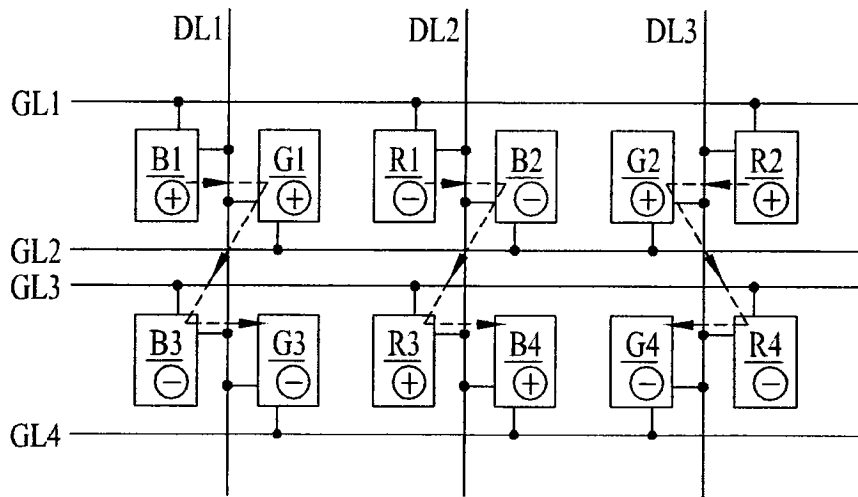 DL1 DL2 DL3
GL1
B1 G1 R1 B2 G2 R2
+ + − − + +
GL2
GL3
B3 G3 R3 B4 G4 R4
− − + + − −
GL4